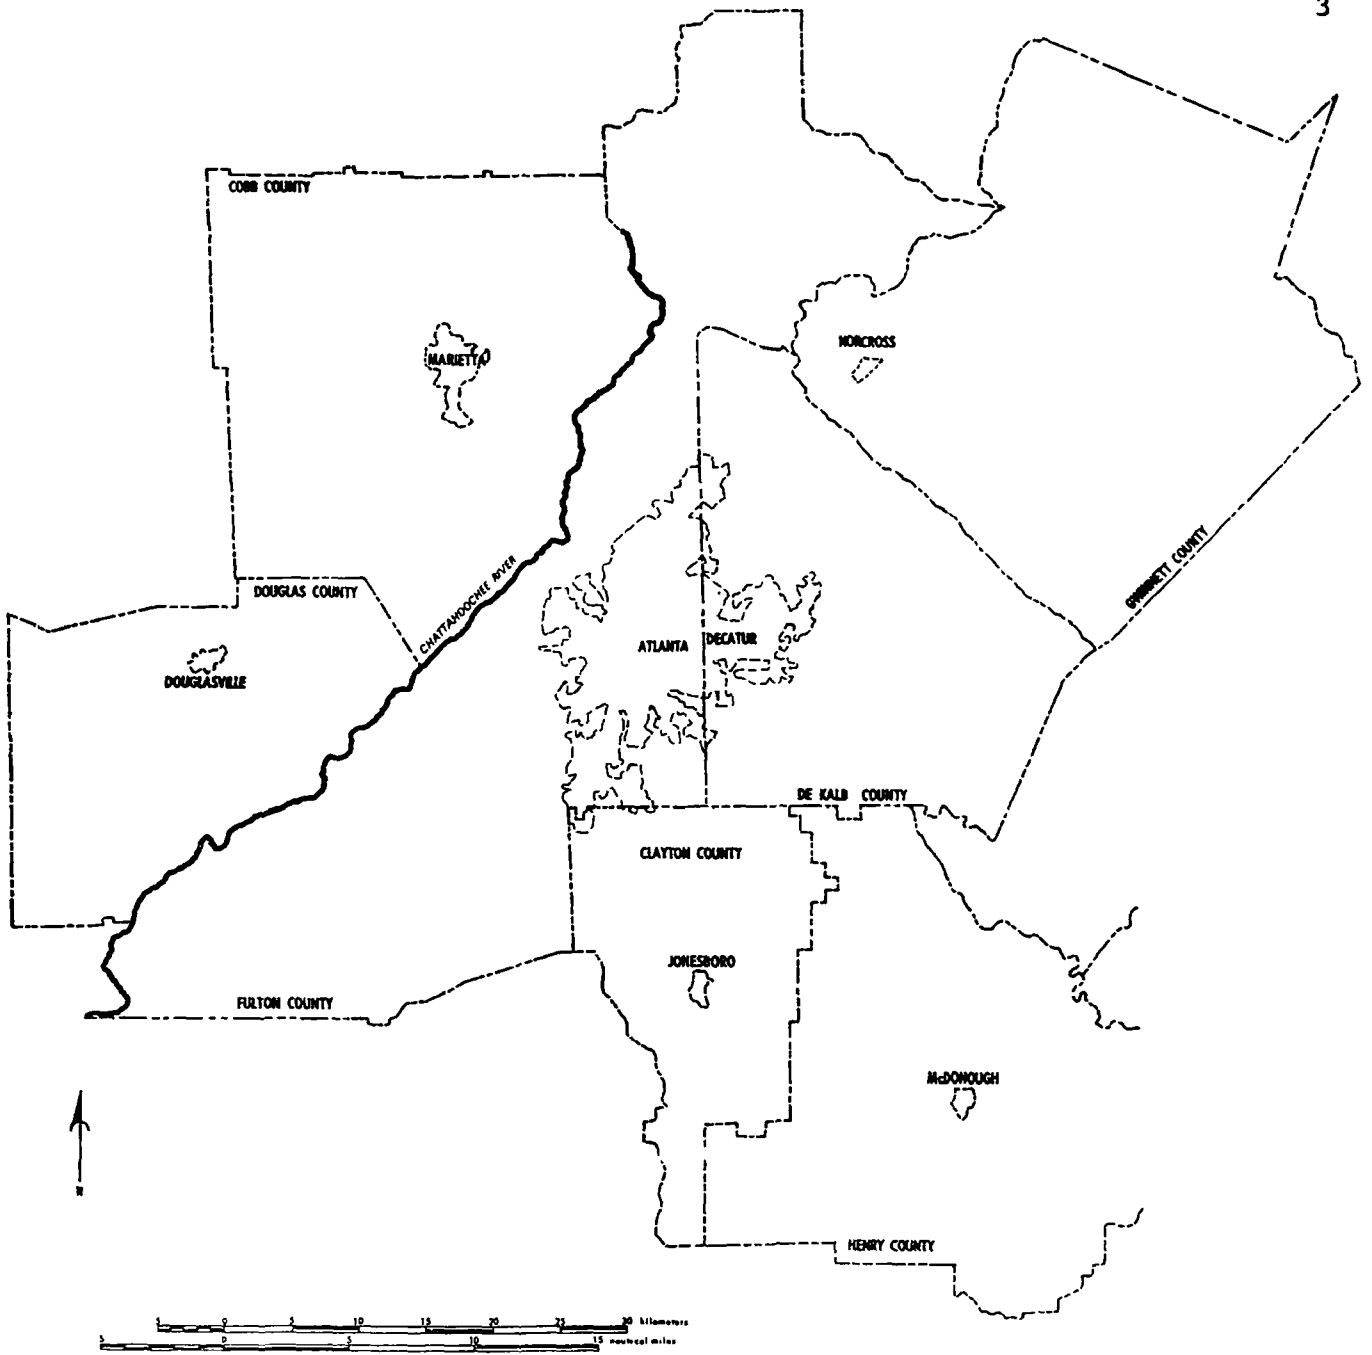 3
COBB COUNTY
MARIETTA
NORCROSS
GWINNETT COUNTY
CHATTAHOOCHEE RIVER
DOUGLAS COUNTY
DOUGLASVILLE
ATLANTA
DECATUR
DE KALB COUNTY
CLAYTON COUNTY
JONESBORO
FULTON COUNTY
McDONOUGH
N
HENRY COUNTY
5 0 5 10 15 20 25 30 kilometers
5 0 5 10 15 nautical miles